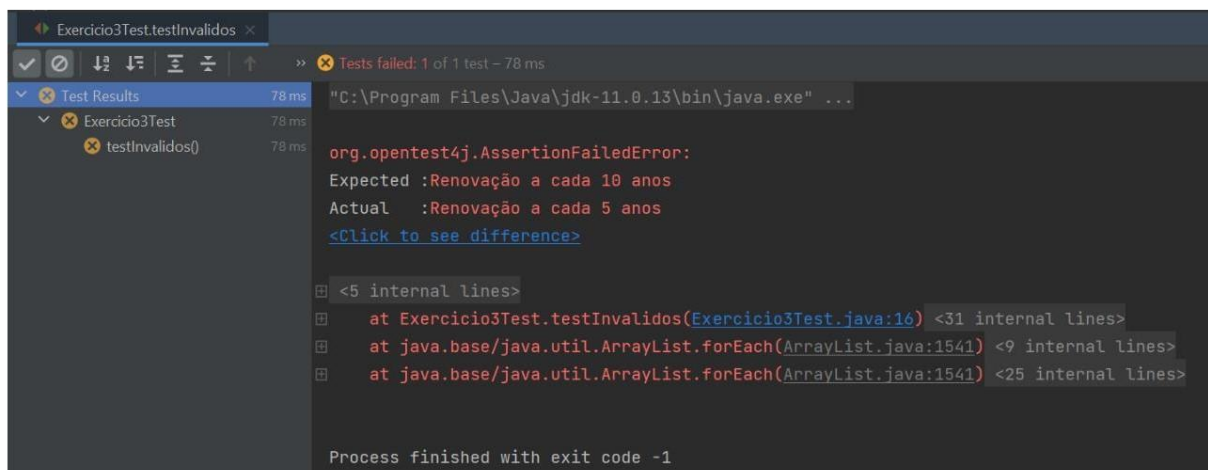 Exercicio3Test.testInvalidos ×
» Tests failed: 1 of 1 test – 78 ms
Test Results 78 ms
Exercicio3Test 78 ms
testInvalidos() 78 ms
"C:\Program Files\Java\jdk-11.0.13\bin\java.exe" ...
org.opentest4j.AssertionFailedError:
Expected :Renovação a cada 10 anos
Actual :Renovação a cada 5 anos
<Click to see difference>
<5 internal lines>
at Exercicio3Test.testInvalidos(Exercicio3Test.java:16) <31 internal lines>
at java.base/java.util.ArrayList.forEach(ArrayList.java:1541) <9 internal lines>
at java.base/java.util.ArrayList.forEach(ArrayList.java:1541) <25 internal lines>
Process finished with exit code -1